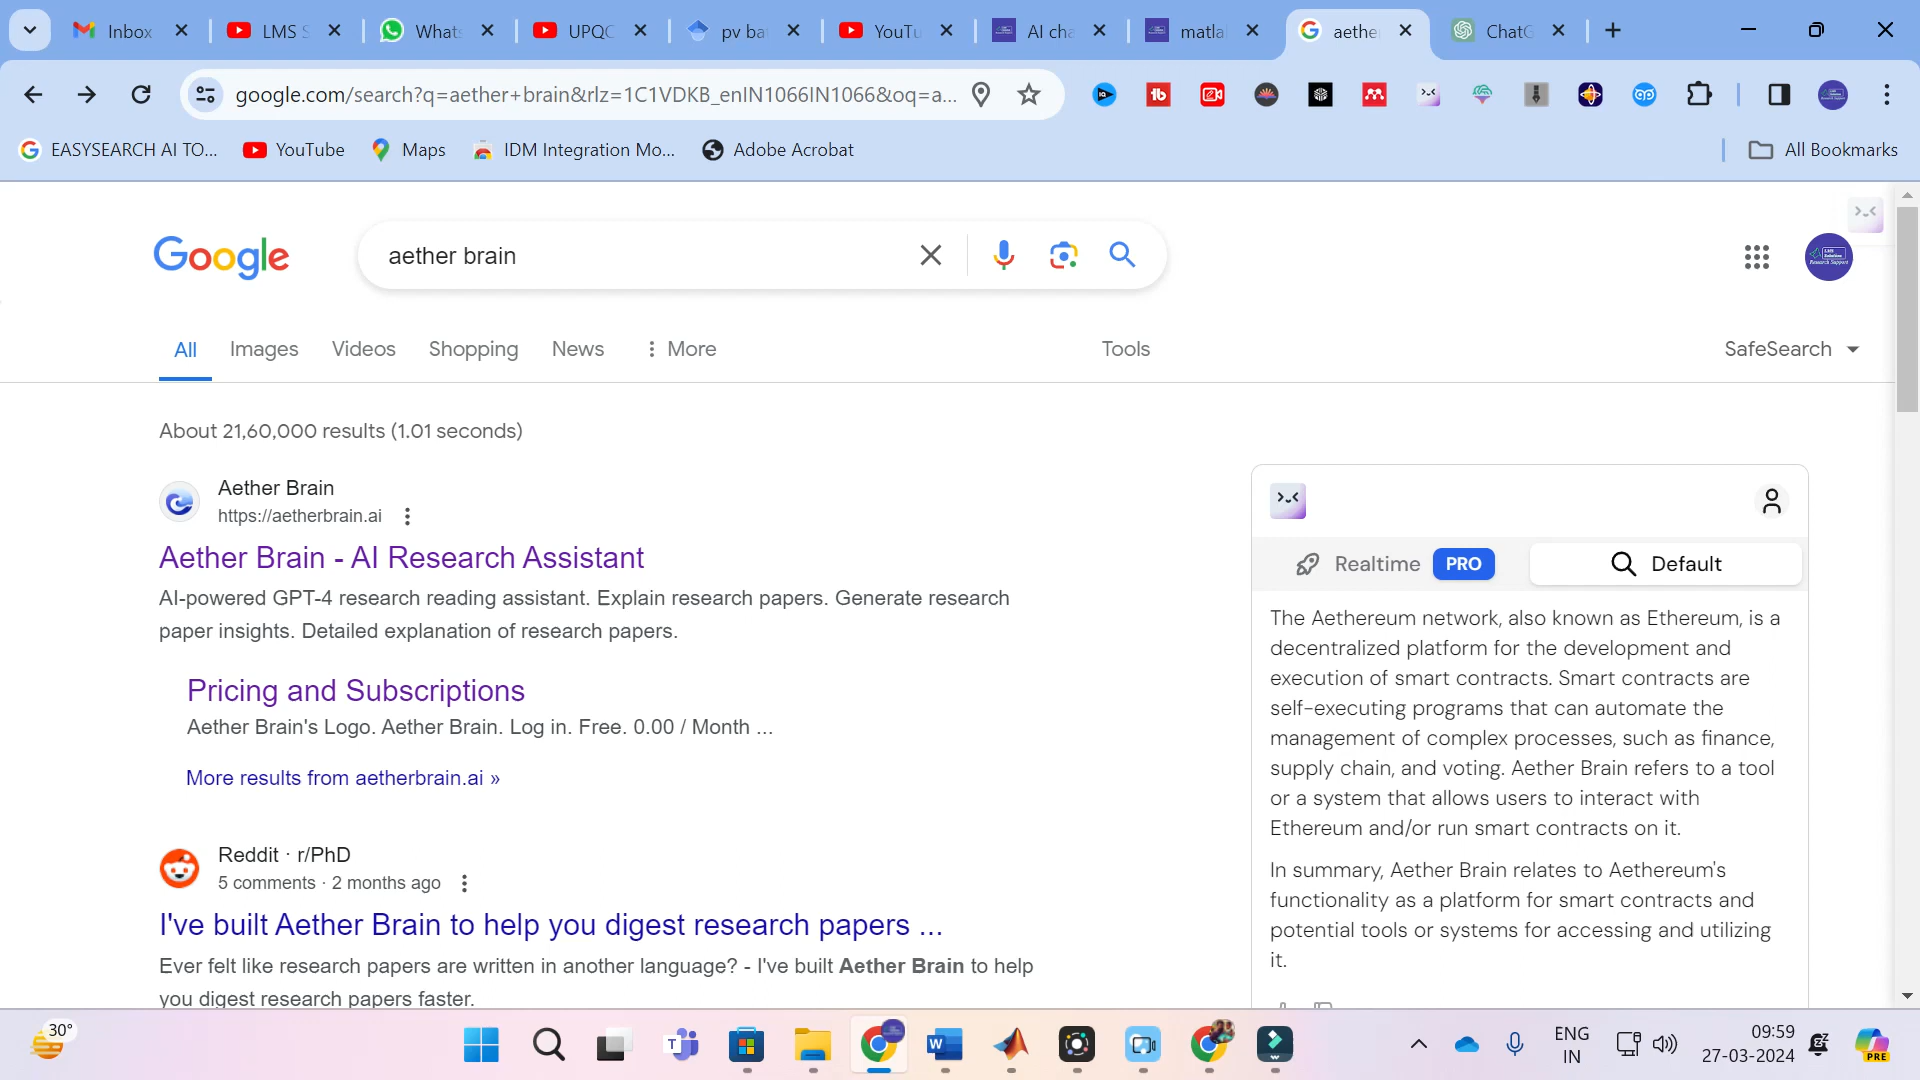 Inbox
LMS S
Whats
UPQC
pv ba
YouTu
AI cha
matla
aethe
ChatG
google.com/search?q=aether+brain&rlz=1C1VDKB_enIN1066IN1066&oq=a...
EASYSEARCH AI TO...
YouTube
Maps
IDM Integration Mo...
Adobe Acrobat
All Bookmarks
Google
aether brain
All
Images
Videos
Shopping
News
More
Tools
SafeSearch
About 21,60,000 results (1.01 seconds)
Aether Brain
https://aetherbrain.ai
Aether Brain - AI Research Assistant
AI-powered GPT-4 research reading assistant. Explain research papers. Generate research
paper insights. Detailed explanation of research papers.
Pricing and Subscriptions
Aether Brain's Logo. Aether Brain. Log in. Free. 0.00 / Month ...
More results from aetherbrain.ai »
Reddit · r/PhD
5 comments · 2 months ago
I've built Aether Brain to help you digest research papers ...
Ever felt like research papers are written in another language? - I've built Aether Brain to help
you digest research papers faster.
Realtime PRO
Default
The Aethereum network, also known as Ethereum, is a
decentralized platform for the development and
execution of smart contracts. Smart contracts are
self-executing programs that can automate the
management of complex processes, such as finance,
supply chain, and voting. Aether Brain refers to a tool
or a system that allows users to interact with
Ethereum and/or run smart contracts on it.
In summary, Aether Brain relates to Aethereum's
functionality as a platform for smart contracts and
potential tools or systems for accessing and utilizing
it.
30°
ENG
IN
09:59
27-03-2024
PRE